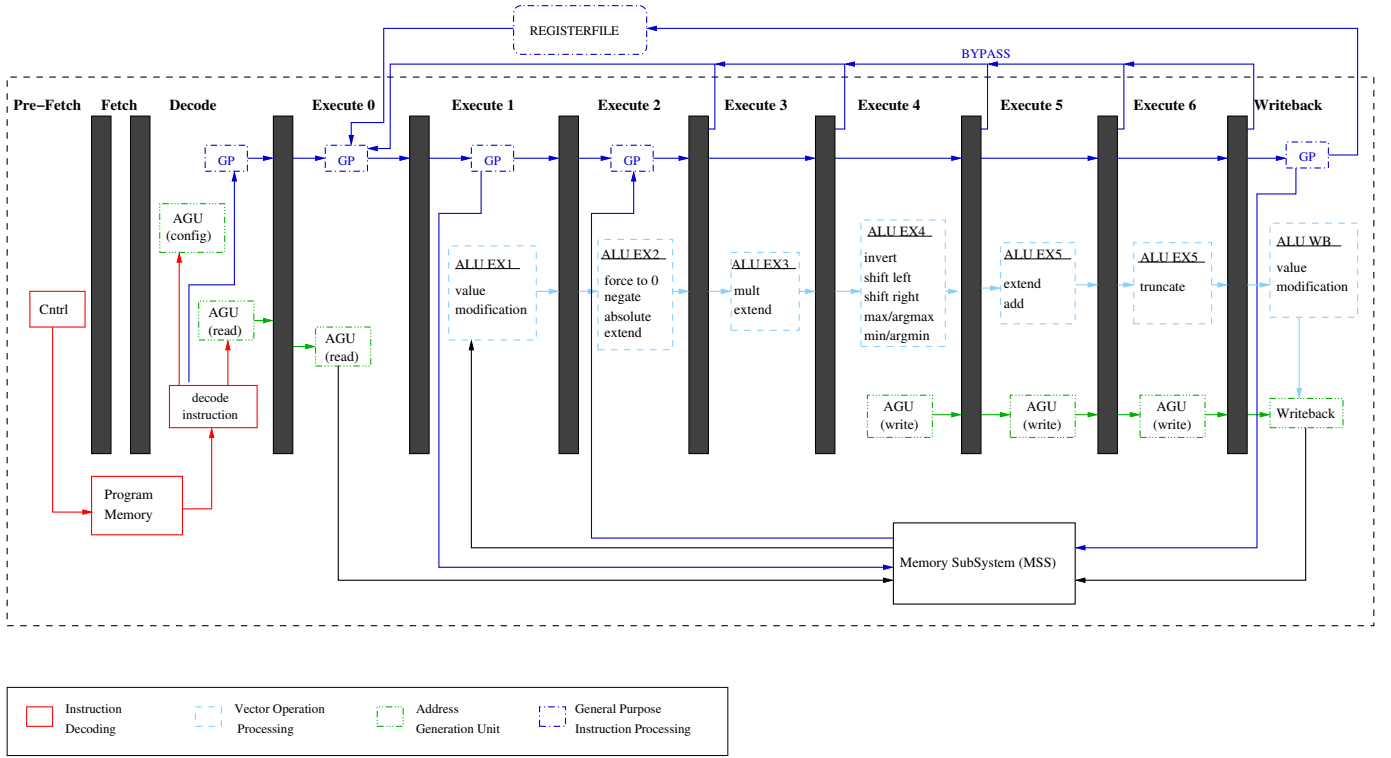 REGISTERFILE
BYPASS
Pre−Fetch
Fetch
Decode
Execute 0
Execute 1
Execute 2
Execute 3
Execute 4
Execute 5
Execute 6
Writeback
GP
GP
GP
GP
GP
AGU
(config)
Cntrl
AGU
(read)
AGU
(read)
decode
instruction
Program
Memory
ALU EX1
value
modification
ALU EX2
force to 0
negate
absolute
extend
ALU EX3
mult
extend
ALU EX4
invert
shift left
shift right
max/argmax
min/argmin
ALU EX5
extend
add
ALU EX5
truncate
ALU WB
value
modification
AGU
(write)
AGU
(write)
AGU
(write)
Writeback
Memory SubSystem (MSS)
Instruction
Decoding
Vector Operation
Processing
Address
Generation Unit
General Purpose
Instruction Processing